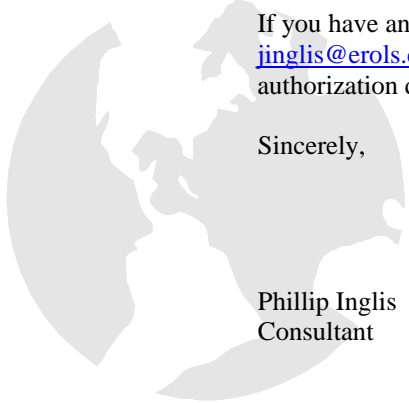 If you have an
jinglis@erols.
authorization
Sincerely,
Phillip Inglis
Consultant